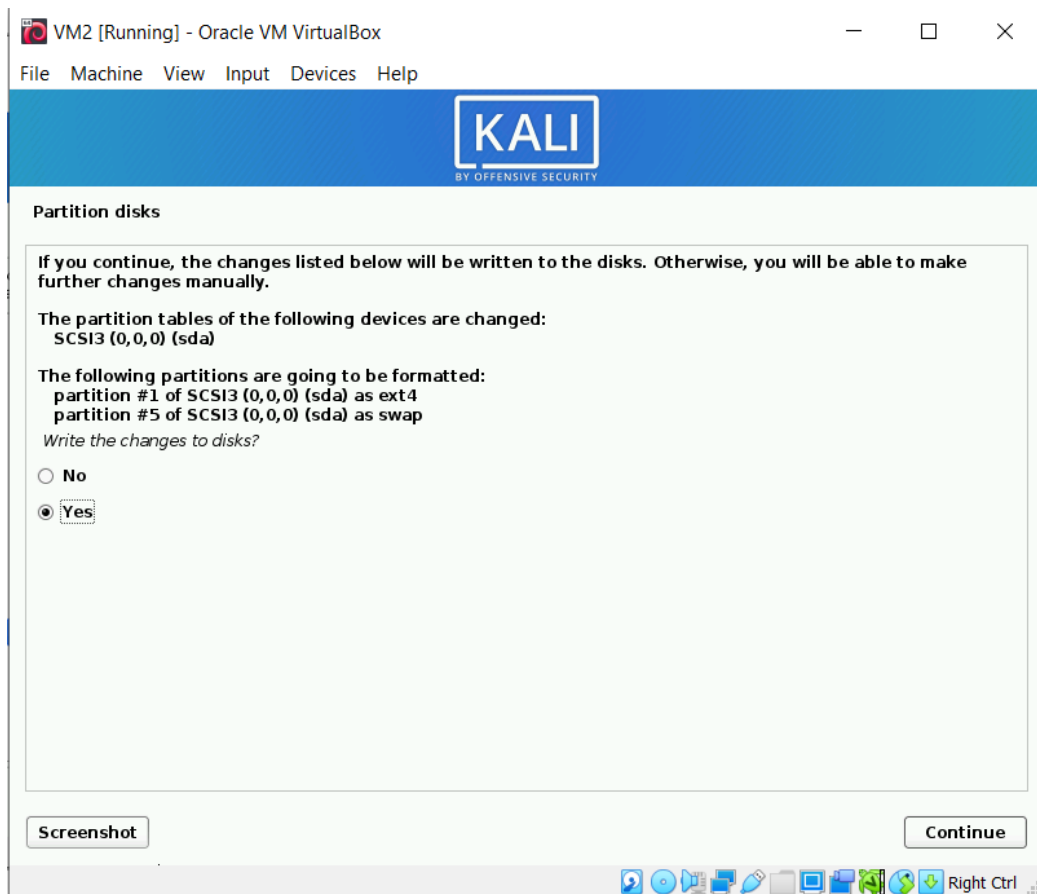 VM2 [Running] - Oracle VM VirtualBox
File Machine View Input Devices Help
KALI
BY OFFENSIVE SECURITY
Partition disks
If you continue, the changes listed below will be written to the disks. Otherwise, you will be able to make
further changes manually.
The partition tables of the following devices are changed:
SCSI3 (0,0,0) (sda)
The following partitions are going to be formatted:
partition #1 of SCSI3 (0,0,0) (sda) as ext4
partition #5 of SCSI3 (0,0,0) (sda) as swap
Write the changes to disks?
No
Yes
Screenshot
Continue
Right Ctrl